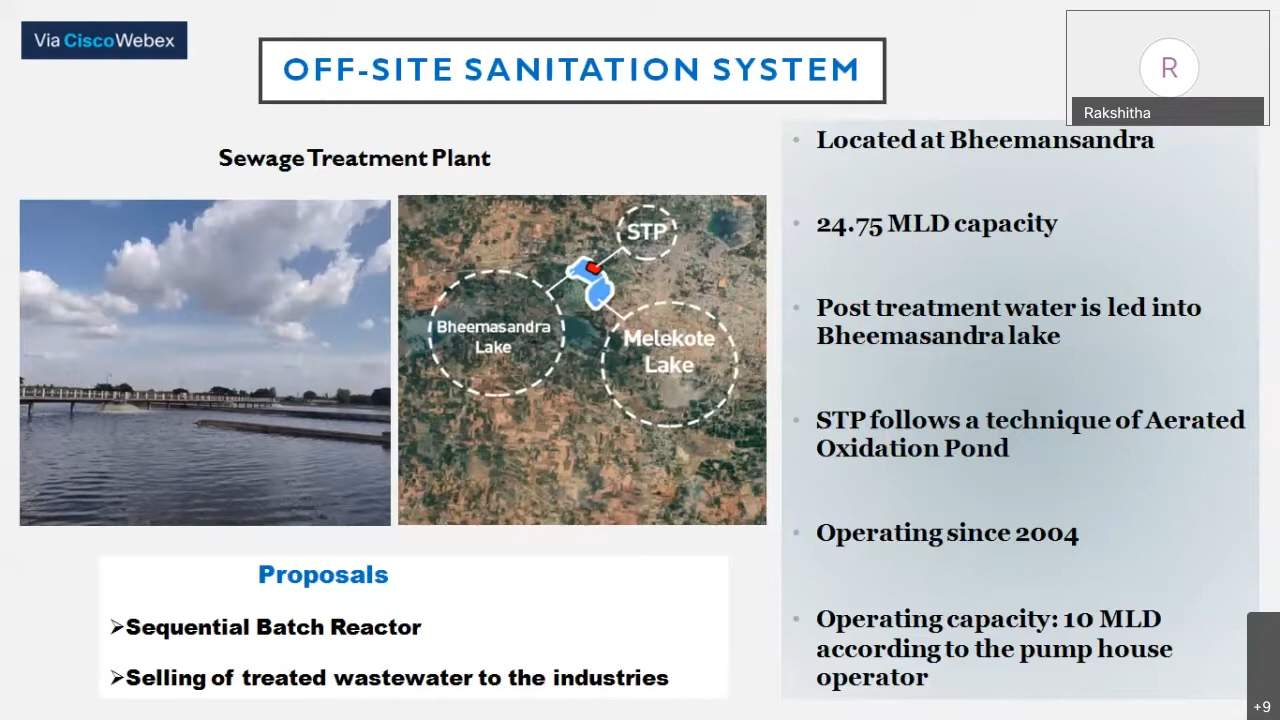 Via CiscoWebex
OFF-SITE SANITATION SYSTEM
R
Rakshitha
Sewage Treatment Plant
STP
Bheemasandra
Lake
Melekote
Lake
• Located at Bheemansandra
• 24.75 MLD capacity
• Post treatment water is led into
Bheemasandra lake
• STP follows a technique of Aerated
Oxidation Pond
• Operating since 2004
• Operating capacity: 10 MLD
according to the pump house
operator
Proposals
➢Sequential Batch Reactor
➢Selling of treated wastewater to the industries
+9